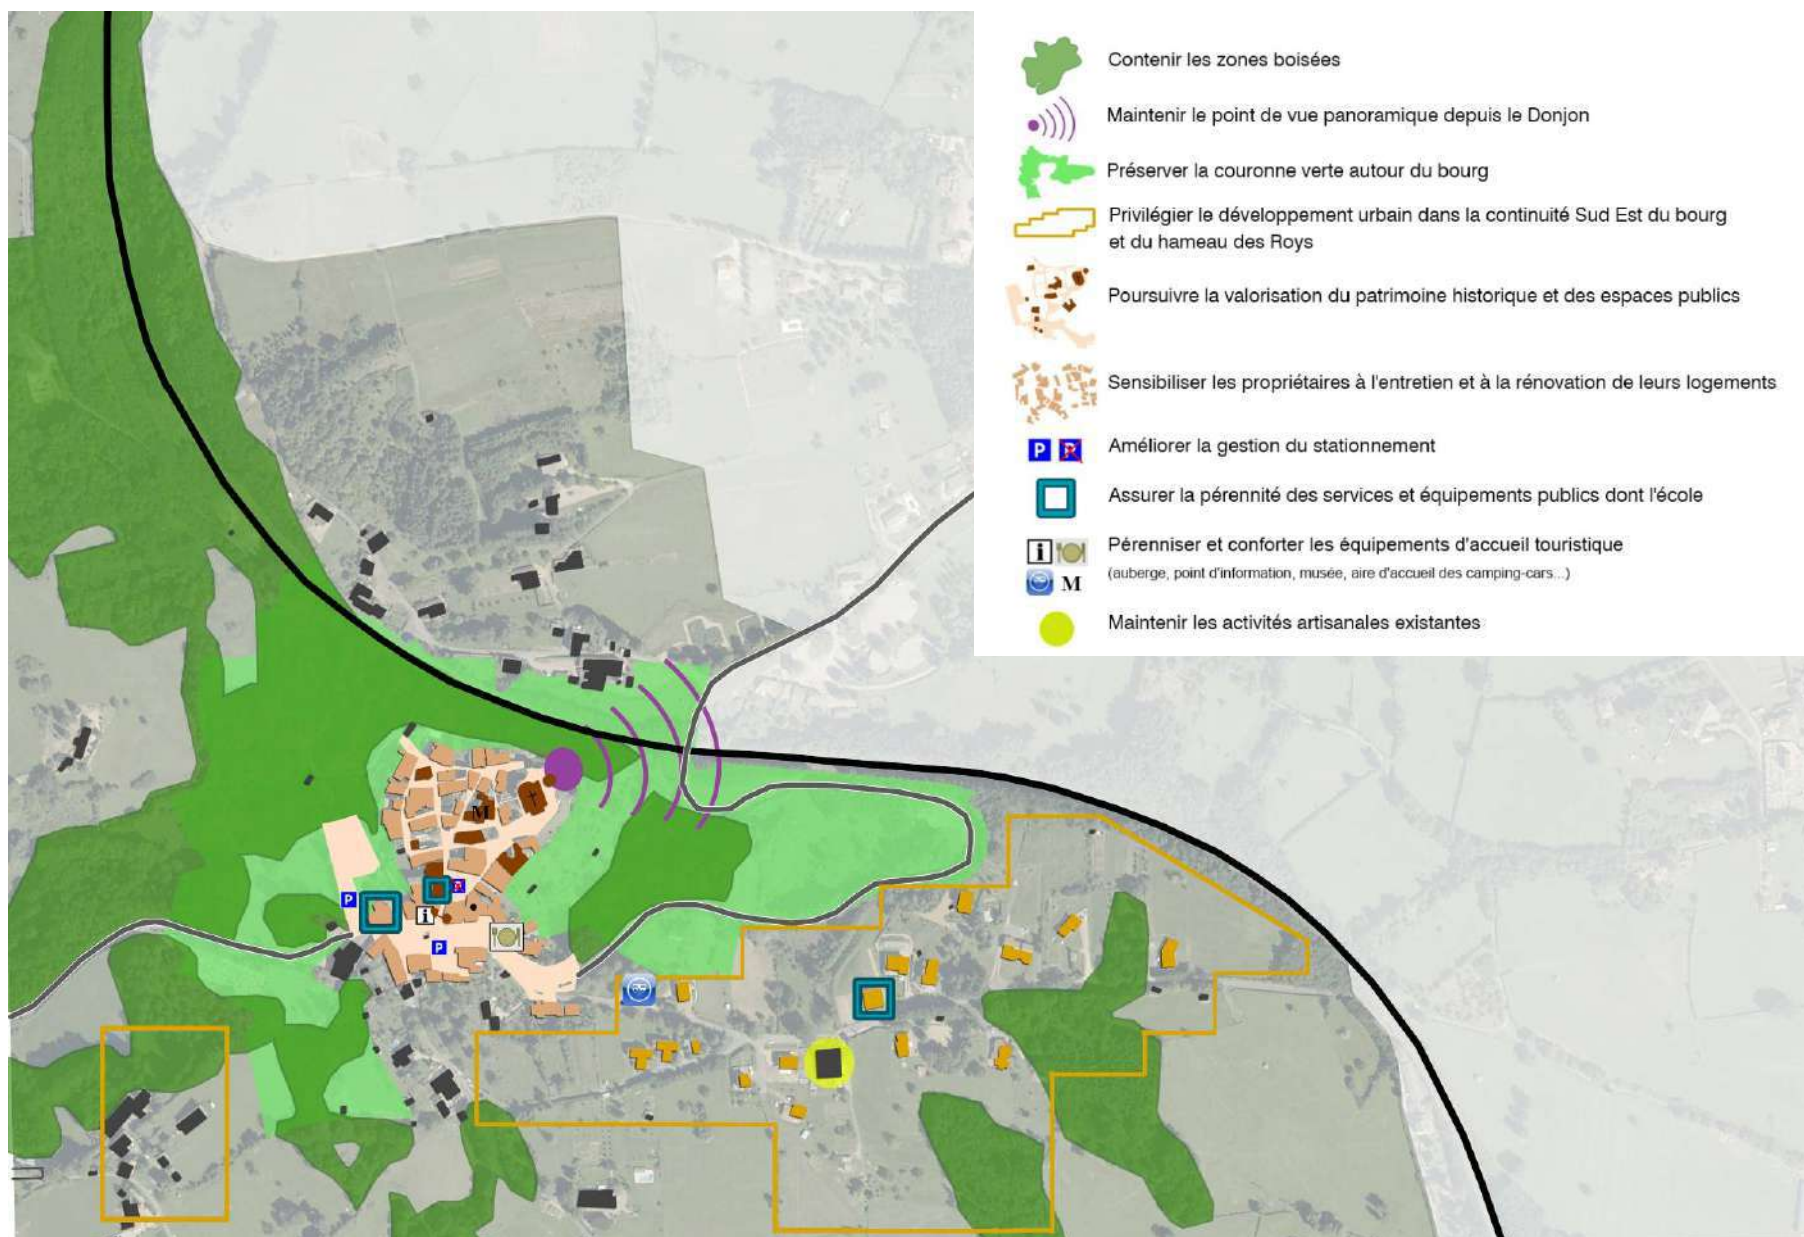 Contenir les zones boisées
Maintenir le point de vue panoramique depuis le Donjon
Préserver la couronne verte autour du bourg
Privilégier le développement urbain dans la continuité Sud Est du bourg
et du hameau des Roys
Poursuivre la valorisation du patrimoine historique et des espaces publics
Sensibiliser les propriétaires à l'entretien et à la rénovation de leurs logements
P P Améliorer la gestion du stationnement
Assurer la pérennité des services et équipements publics dont l'école
i Pérenniser et conforter les équipements d'accueil touristique
M (auberge, point d'information, musée, aire d'accueil des camping-cars...)
Maintenir les activités artisanales existantes
M
P
P
i
P